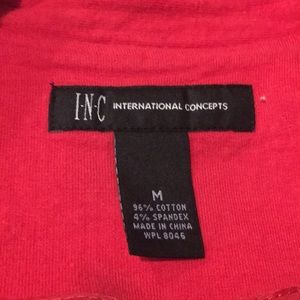 I·N·C INTERNATIONAL CONCEPTS
M
96% COTTON
4% SPANDEX
MADE IN CHINA
WPL 8046